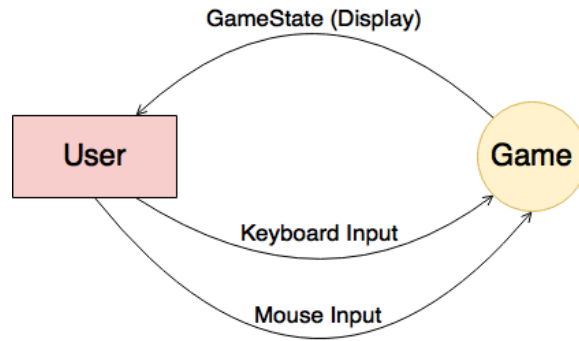 GameState (Display)
User
Game
Keyboard Input
Mouse Input